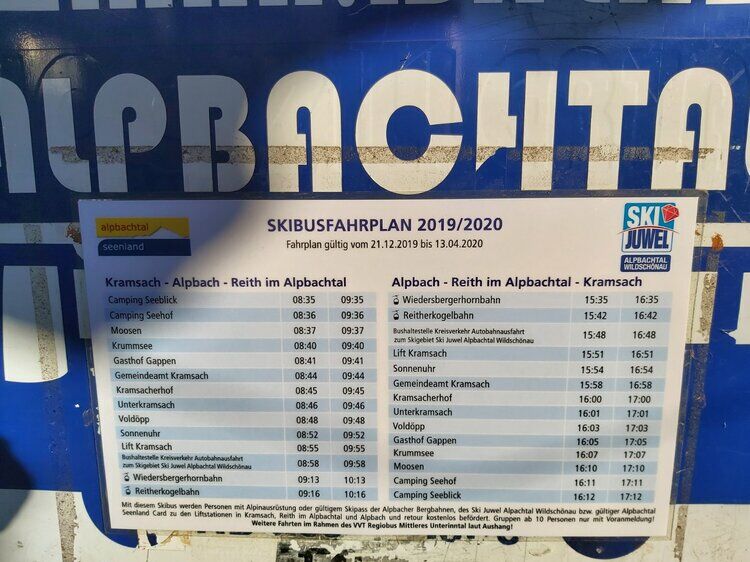 ALPBACHTA
alpbachtal
seenland
SKIBUSFAHRPLAN 2019/2020
Fahrplan gültig vom 21.12.2019 bis 13.04.2020
SKI
JUWEL
ALPBACHTAL
WILDSCHÖNAU
Kramsach - Alpbach - Reith im Alpbachtal
Camping Seeblick 08:35 09:35
Camping Seehof 08:36 09:36
Moosen 08:37 09:37
Krummsee 08:40 09:40
Gasthof Gappen 08:41 09:41
Gemeindeamt Kramsach 08:44 09:44
Kramsacherhof 08:45 09:45
Unterkramsach 08:46 09:46
Voldöpp 08:48 09:48
Sonnenuhr 08:52 09:52
Lift Kramsach 08:55 09:55
Bushaltestelle Kreisverkehr Autobahnausfahrt
zum Skigebiet Ski Juwel Alpbachtal Wildschönau 08:58 09:58
Wiedersbergerhornbahn 09:13 10:13
Reitherkogelbahn 09:16 10:16
Alpbach - Reith im Alpbachtal - Kramsach
Wiedersbergerhornbahn 15:35 16:35
Reitherkogelbahn 15:42 16:42
Bushaltestelle Kreisverkehr Autobahnausfahrt
zum Skigebiet Ski Juwel Alpbachtal Wildschönau 15:48 16:48
Lift Kramsach 15:51 16:51
Sonnenuhr 15:54 16:54
Gemeindeamt Kramsach 15:58 16:58
Kramsacherhof 16:00 17:00
Unterkramsach 16:01 17:01
Voldöpp 16:03 17:03
Gasthof Gappen 16:05 17:05
Krummsee 16:07 17:07
Moosen 16:10 17:10
Camping Seehof 16:11 17:11
Camping Seeblick 16:12 17:12
Mit diesem Skibus werden Personen mit Alpinausrüstung oder gültigem Skipass der Alpbacher Bergbahnen, des Ski Juwel Alpachtal Wildschönau bzw. gültiger Alpbachtal
Seenland Card zu den Liftstationen in Kramsach, Reith im Alpbachtal und Alpbach und retour kostenlos befördert. Gruppen ab 10 Personen nur mit Voranmeldung!
Weitere Fahrten im Rahmen des VVT Regiobus Mittleres Unterinntal laut Aushang!